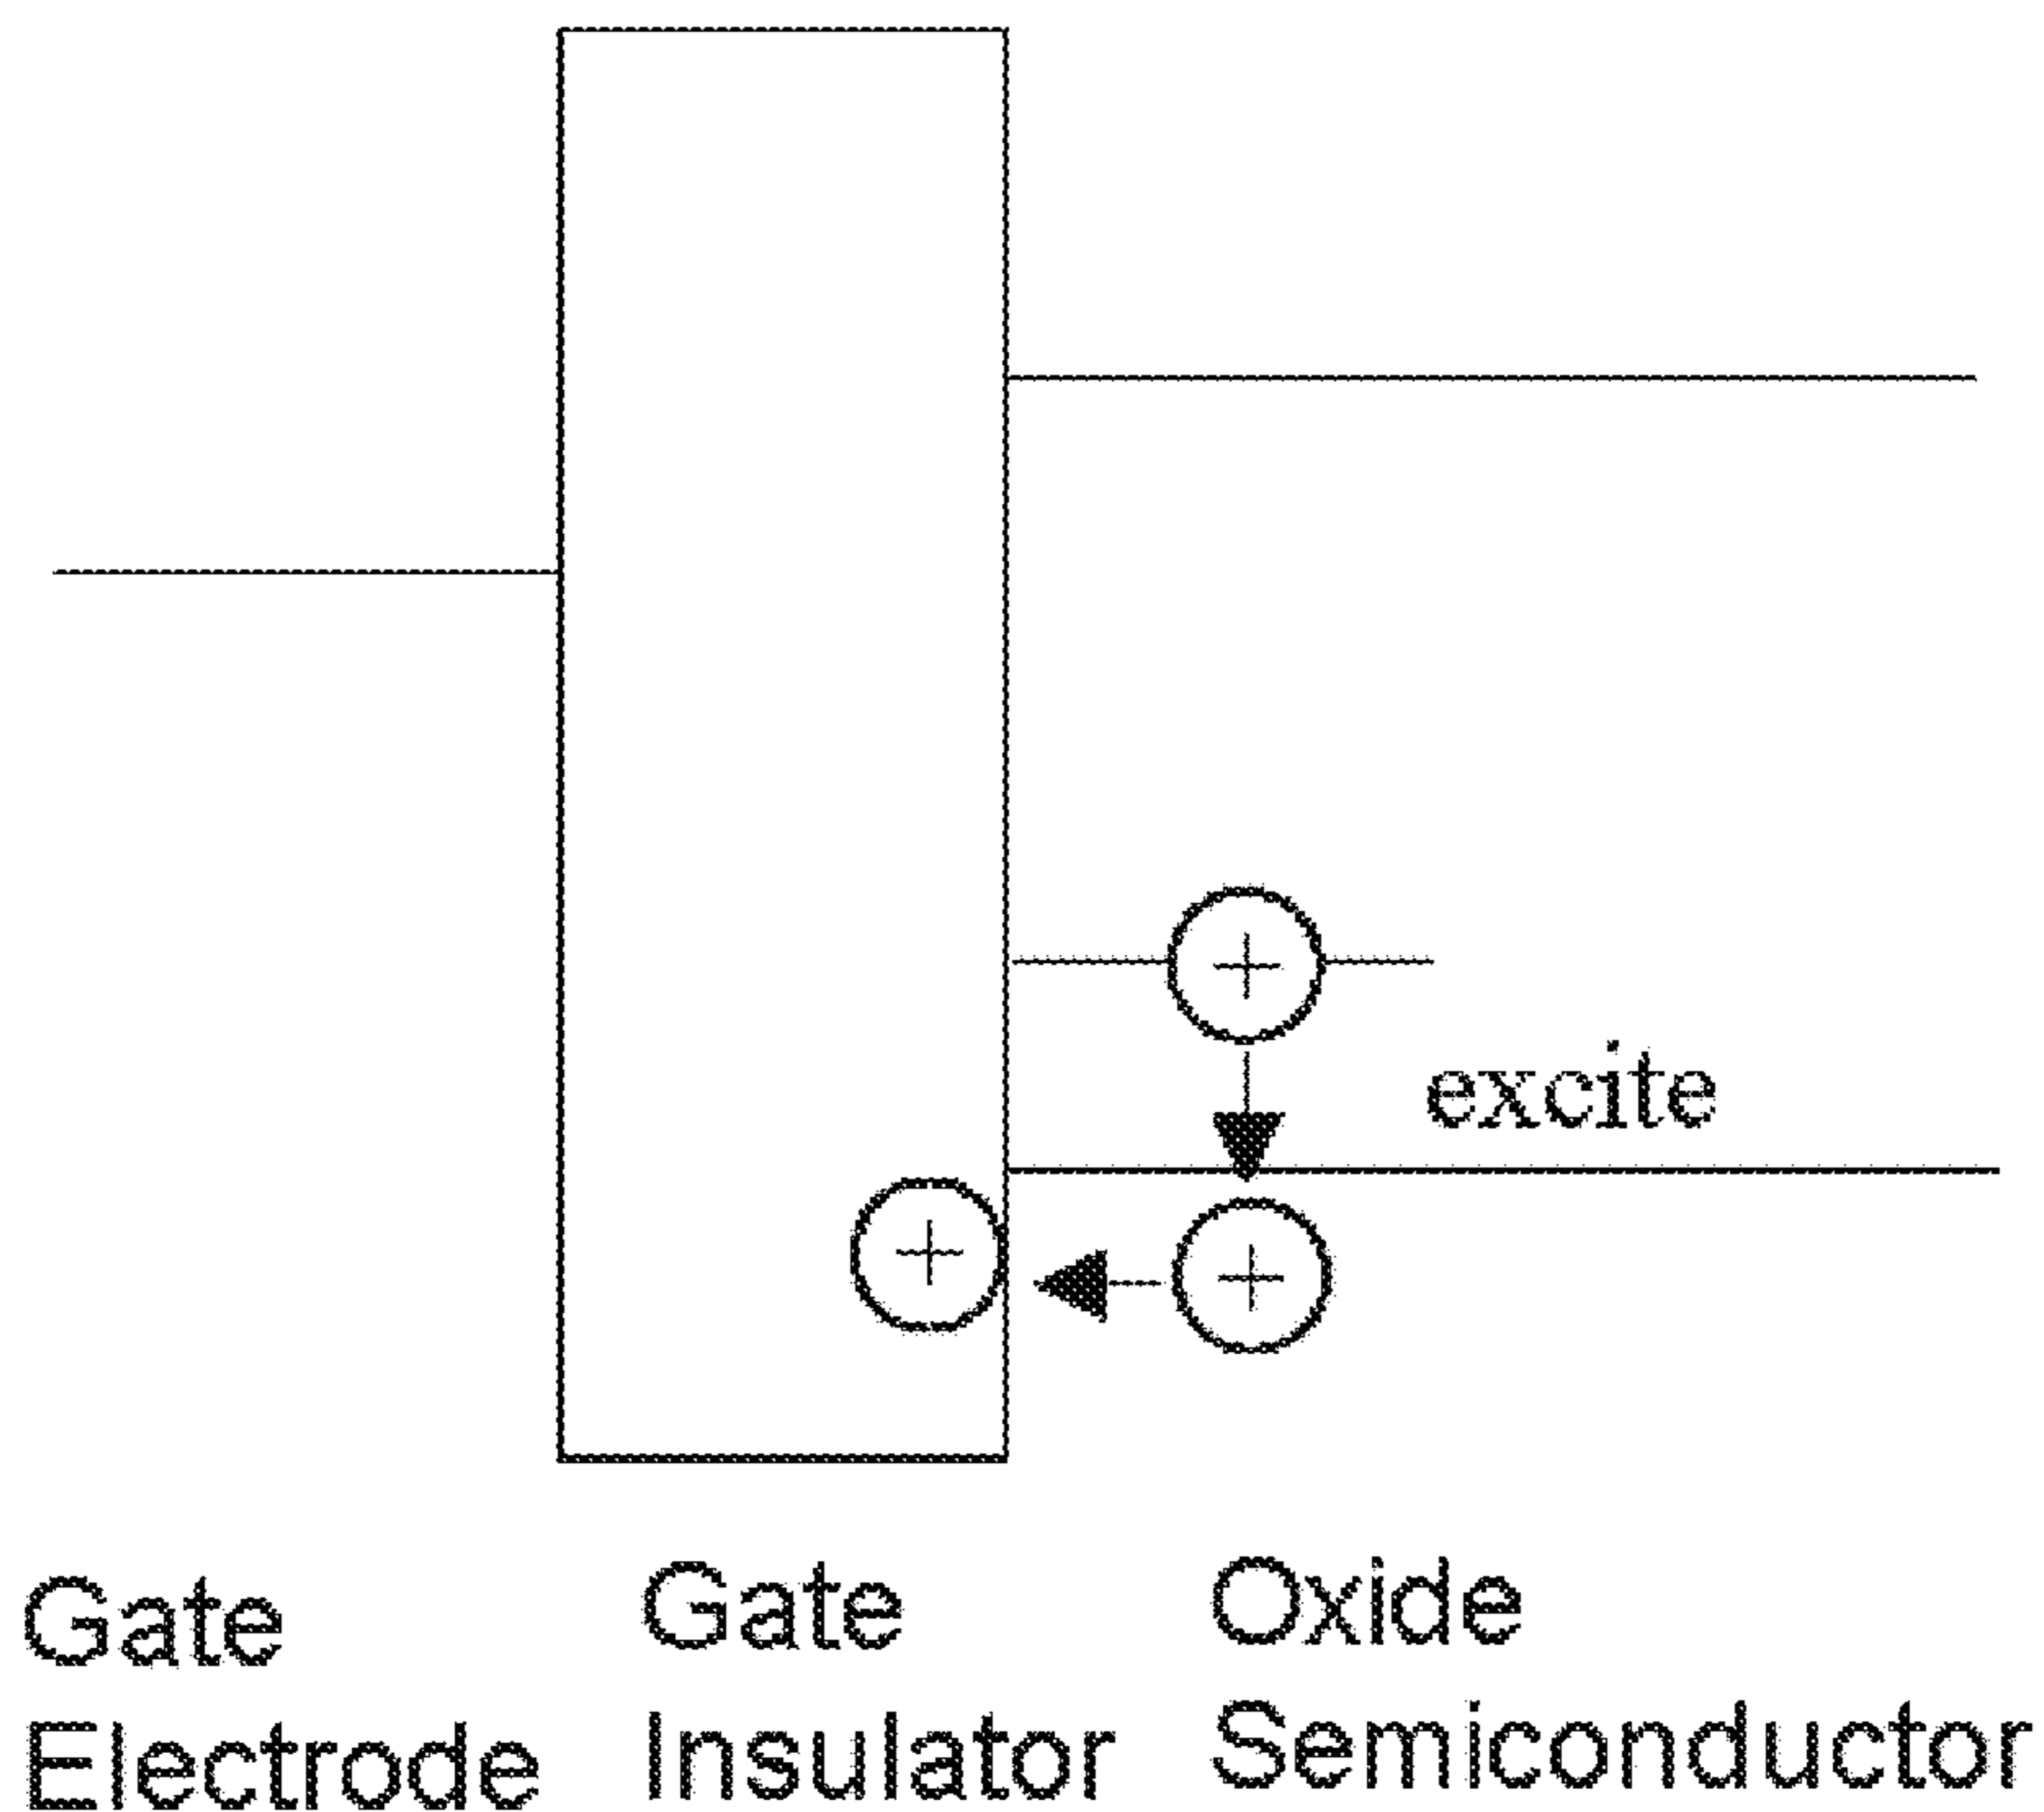 excite
Gate Electrode
Gate Insulator
Oxide Semiconductor